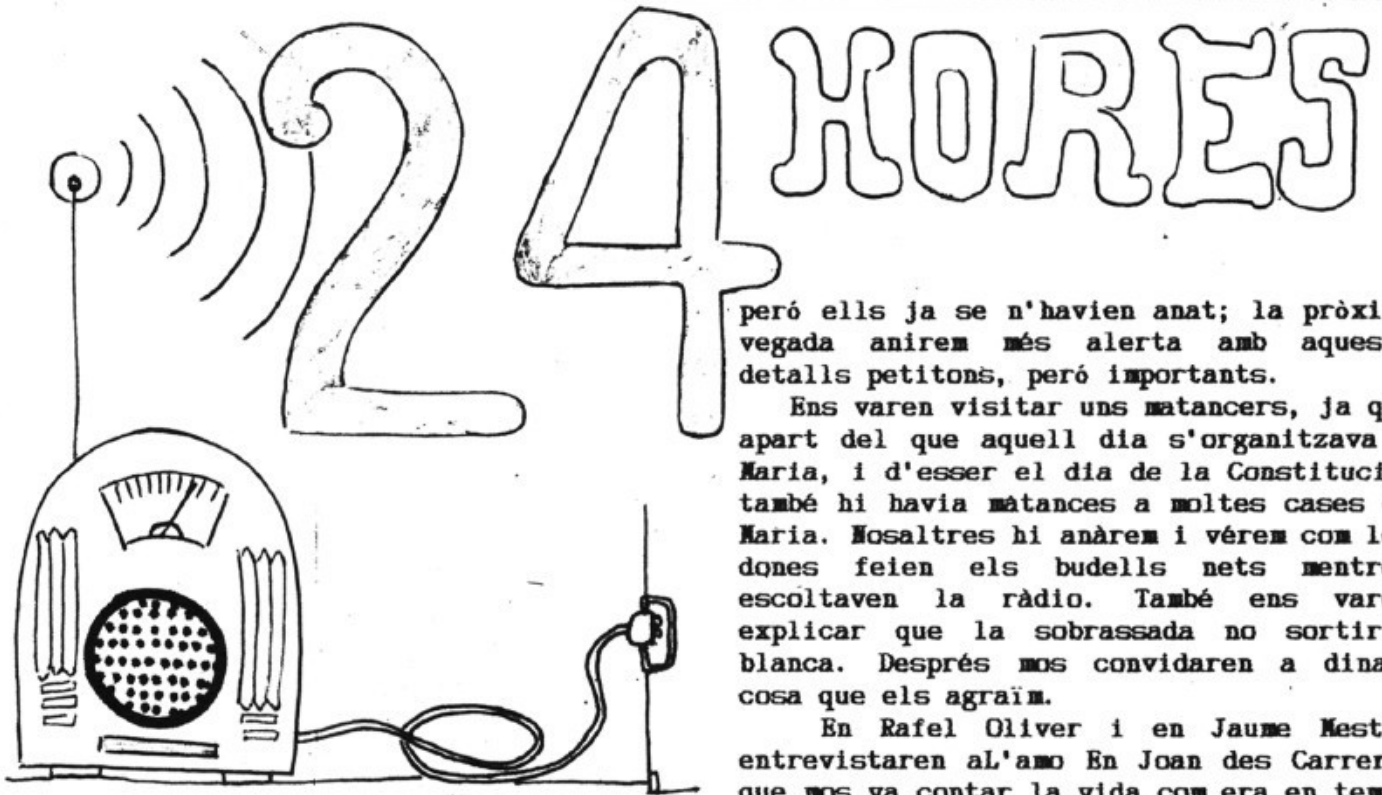 24 HORES
peró ells ja se n'havien anat; la pròxi
vegada anirem més alerta amb aques
detalls petitons, peró importants.
Ens varen visitar uns matancers, ja q
apart del que aquell dia s'organitzava
Maria, i d'esser el dia de la Constituci
també hi havia matances a moltes cases
Maria. Nosaltres hi anàrem i vérem com l
dones feien els budells nets mentr
escoltaven la ràdio. També ens var
explicar que la sobrassada no sortir
blanca. Després mos convidaren a dina
cosa que els agraïm.
En Rafel Oliver i en Jaume Mest
entrevistaren aL'amo En Joan des Carrer
que mos va contar la vida com era en tem